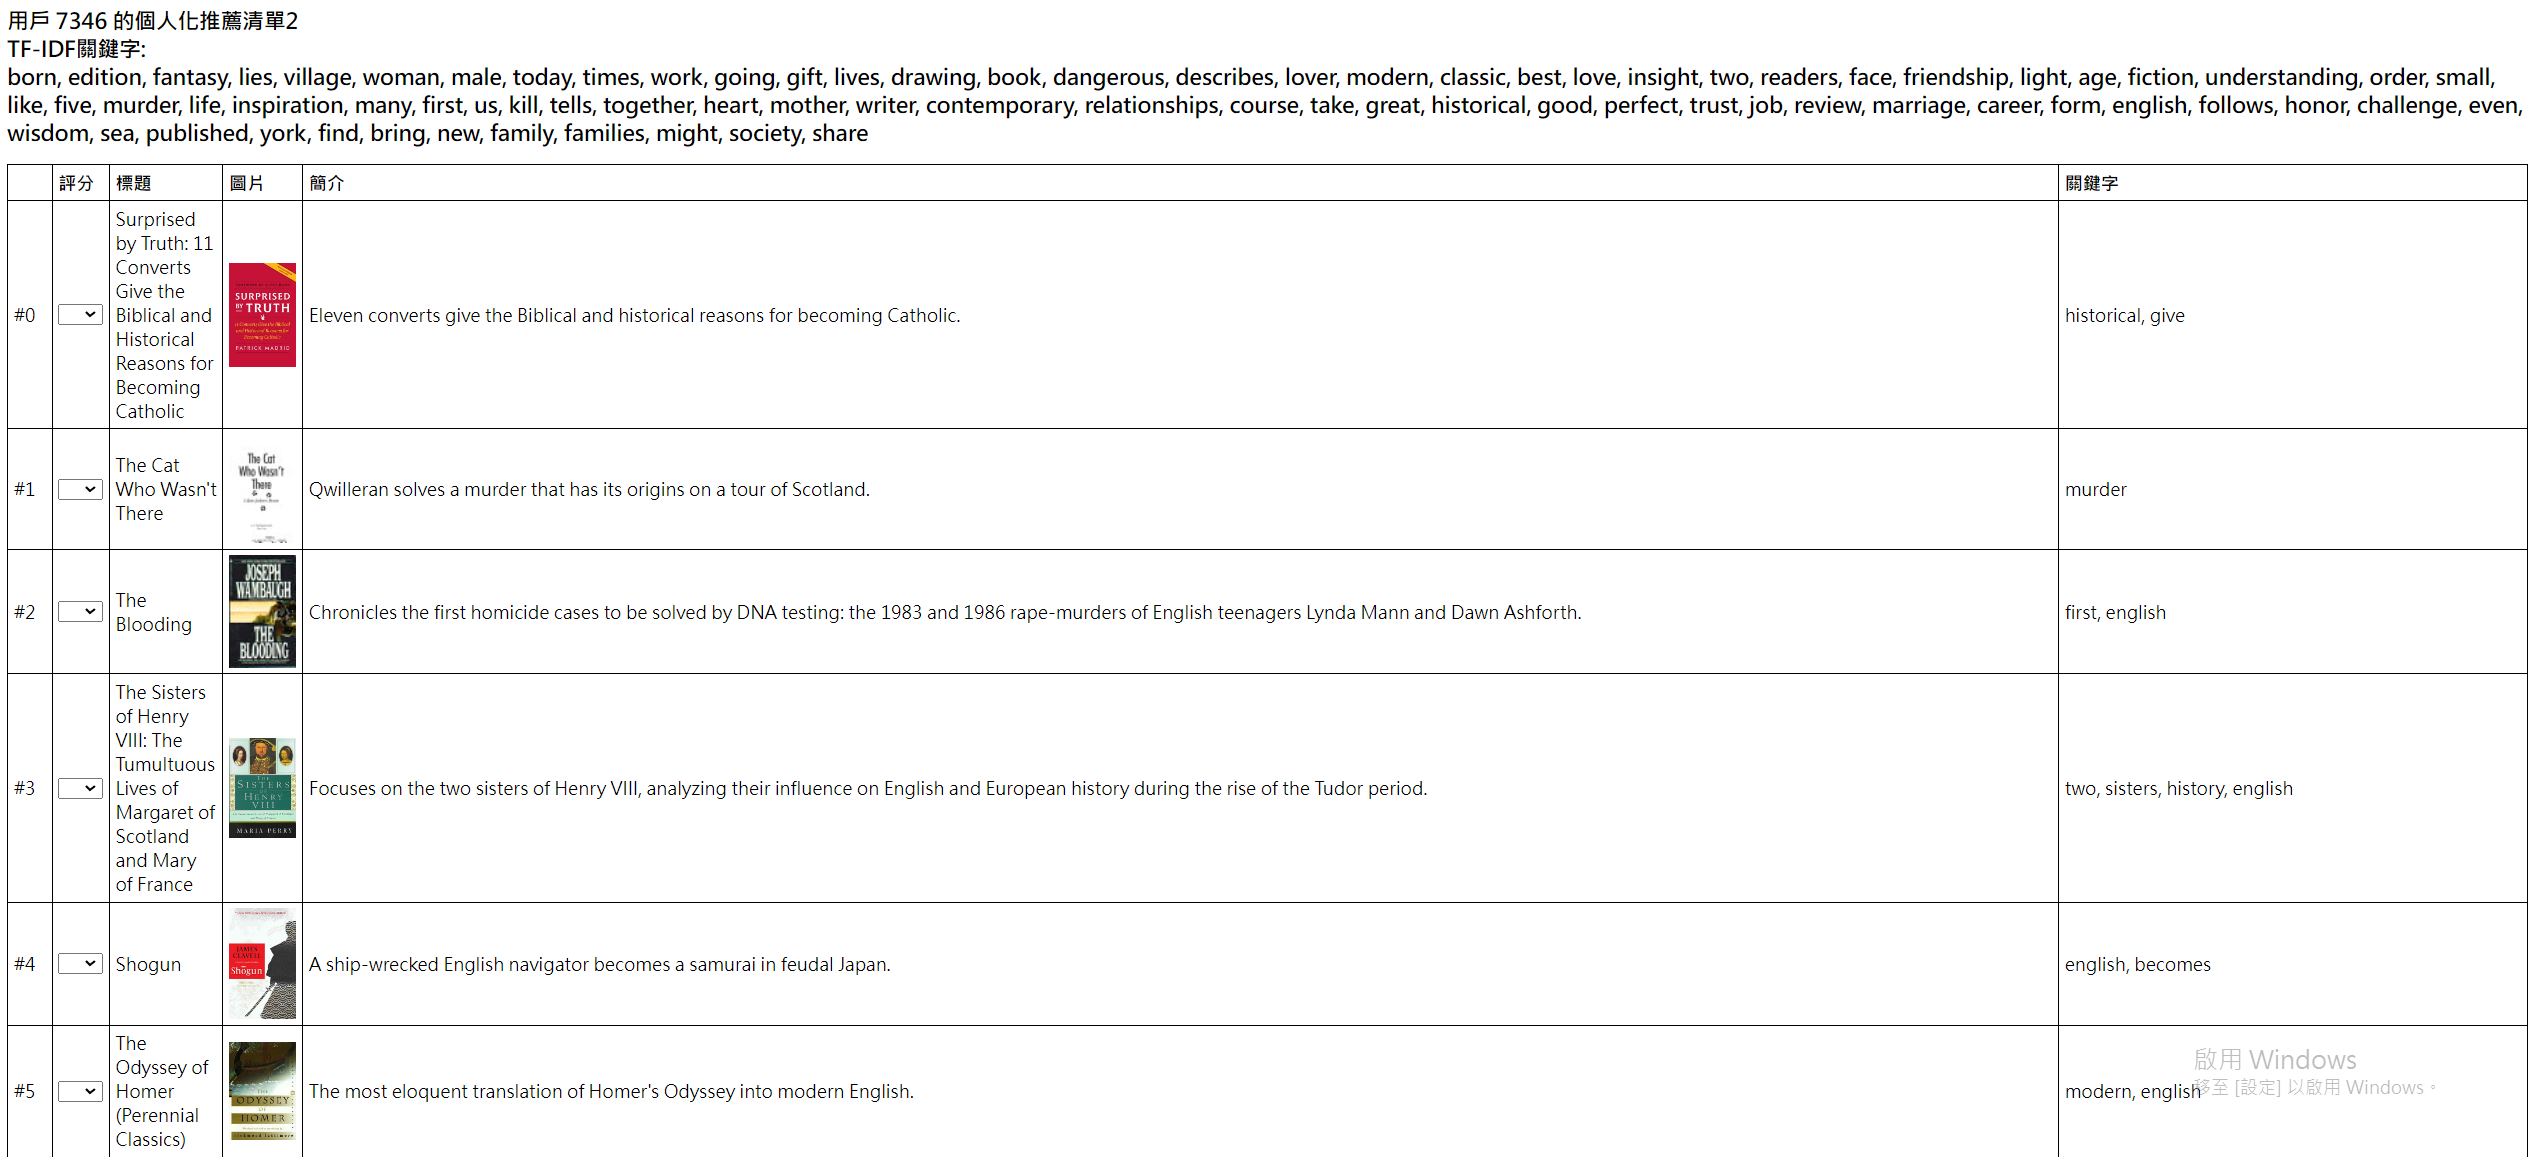 用戶 7346 的個人化推薦清單2
TF-IDF關鍵字:
born, edition, fantasy, lies, village, woman, male, today, times, work, going, gift, lives, drawing, book, dangerous, describes, lover, modern, classic, best, love, insight, two, readers, face, friendship, light, age, fiction, understanding, order, small,
like, five, murder, life, inspiration, many, first, us, kill, tells, together, heart, mother, writer, contemporary, relationships, course, take, great, historical, good, perfect, trust, job, review, marriage, career, form, english, follows, honor, challenge, even,
wisdom, sea, published, york, find, bring, new, family, families, might, society, share
評分 標題 圖片 簡介 關鍵字
#0
Surprised
by Truth: 11
Converts
Give the
Biblical and
Historical
Reasons for
Becoming
Catholic
SURPRISED
BY TRUTH
PATRICK MADRID
Eleven converts give the Biblical and historical reasons for becoming Catholic.
historical, give
#1
The Cat
Who Wasn't
There
The Cat
Who Wasn't
There
Qwilleran solves a murder that has its origins on a tour of Scotland.
murder
#2
The
Blooding
JOSEPH
WAMBAUGH
THE
BLOODING
Chronicles the first homicide cases to be solved by DNA testing: the 1983 and 1986 rape-murders of English teenagers Lynda Mann and Dawn Ashforth.
first, english
#3
The Sisters
of Henry
VIII: The
Tumultuous
Lives of
Margaret of
Scotland
and Mary
of France
THE
SISTERS
OF
HENRY
VIII
MARIA PERRY
Focuses on the two sisters of Henry VIII, analyzing their influence on English and European history during the rise of the Tudor period.
two, sisters, history, english
#4
Shogun
JAMES
CLAVELL
Shōgun
A ship-wrecked English navigator becomes a samurai in feudal Japan.
english, becomes
#5
The
Odyssey of
Homer
(Perennial
Classics)
THE
ODYSSEY
OF
HOMER
The most eloquent translation of Homer's Odyssey into modern English.
modern, english
啟用 Windows
移至 [設定] 以啟用 Windows。